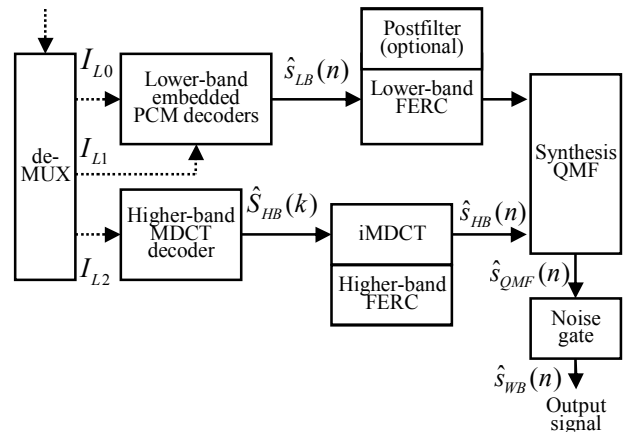 I_{L0}
Lower-band
embedded
PCM decoders
ŝ_{LB}(n)
Postfilter
(optional)
Lower-band
FERC
de-
MUX
I_{L1}
Synthesis
QMF
Higher-band
MDCT
decoder
Ŝ_{HB}(k)
iMDCT
ŝ_{HB}(n)
I_{L2}
Higher-band
FERC
ŝ_{QMF}(n)
Noise
gate
ŝ_{WB}(n)
Output
signal